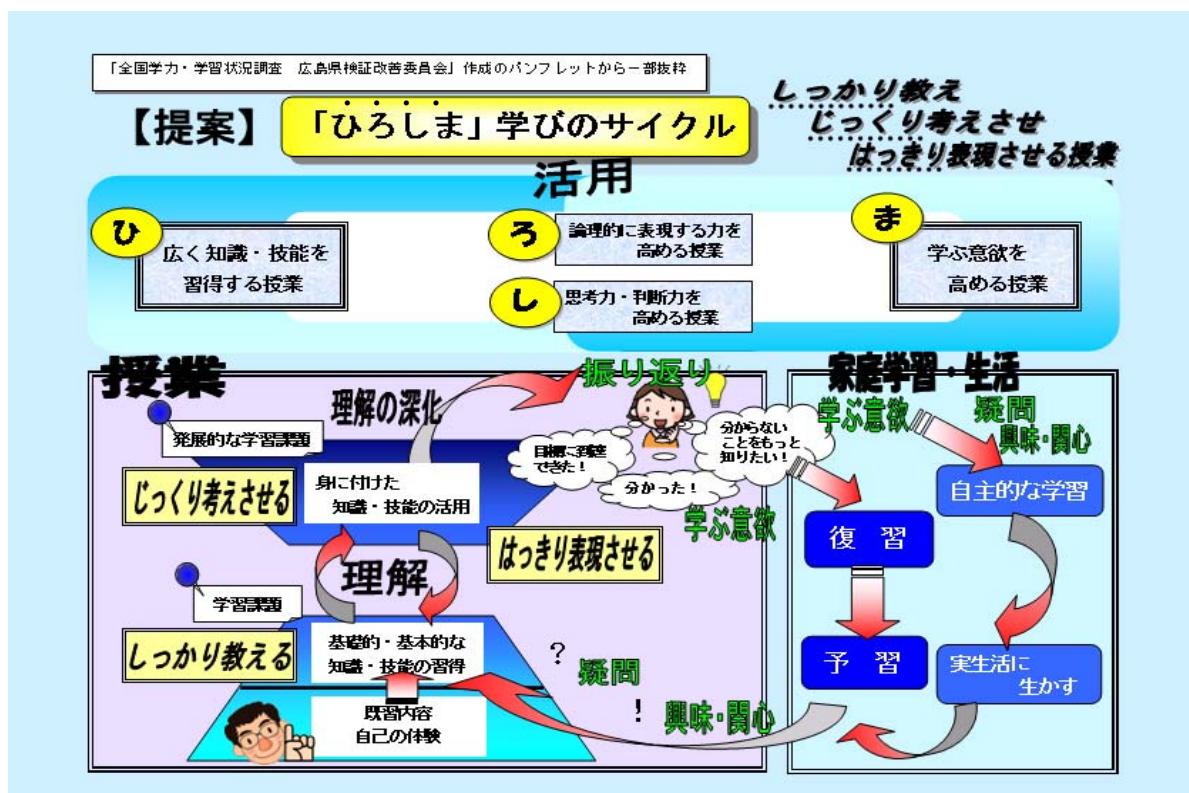 「全国学力・学習状況調査　広島県検証改善委員会」作成のパンフレットから一部抜粋
【提案】
「ひろしま」学びのサイクル
しっかり教え
じっくり考えさせ
はっきり表現させる授業
活用
ひ
広く知識・技能を
習得する授業
ろ
論理的に表現する力を
高める授業
し
思考力・判断力を
高める授業
ま
学ぶ意欲を
高める授業
授業
理解の深化
振り返り
発展的な学習課題
じっくり考えさせる
身に付けた
知識・技能の活用
目標に到達
できた！
分かった！
分からない
ことをもっと
知りたい！
学ぶ意欲
はっきり表現させる
理解
学習課題
しっかり教える
基礎的・基本的な
知識・技能の習得
既習内容
自己の体験
？
疑問
！
興味・関心
家庭学習・生活
学ぶ意欲
疑問
興味・関心
自主的な学習
復習
予習
実生活に
生かす